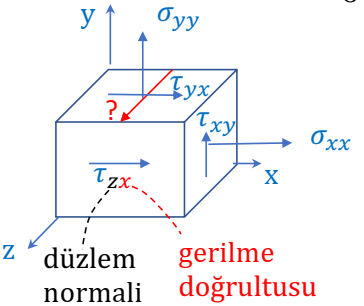 y
σyy
τyx
?
τxy
σxx
x
τzx
z
düzlem
normali
gerilme
doğrultusu